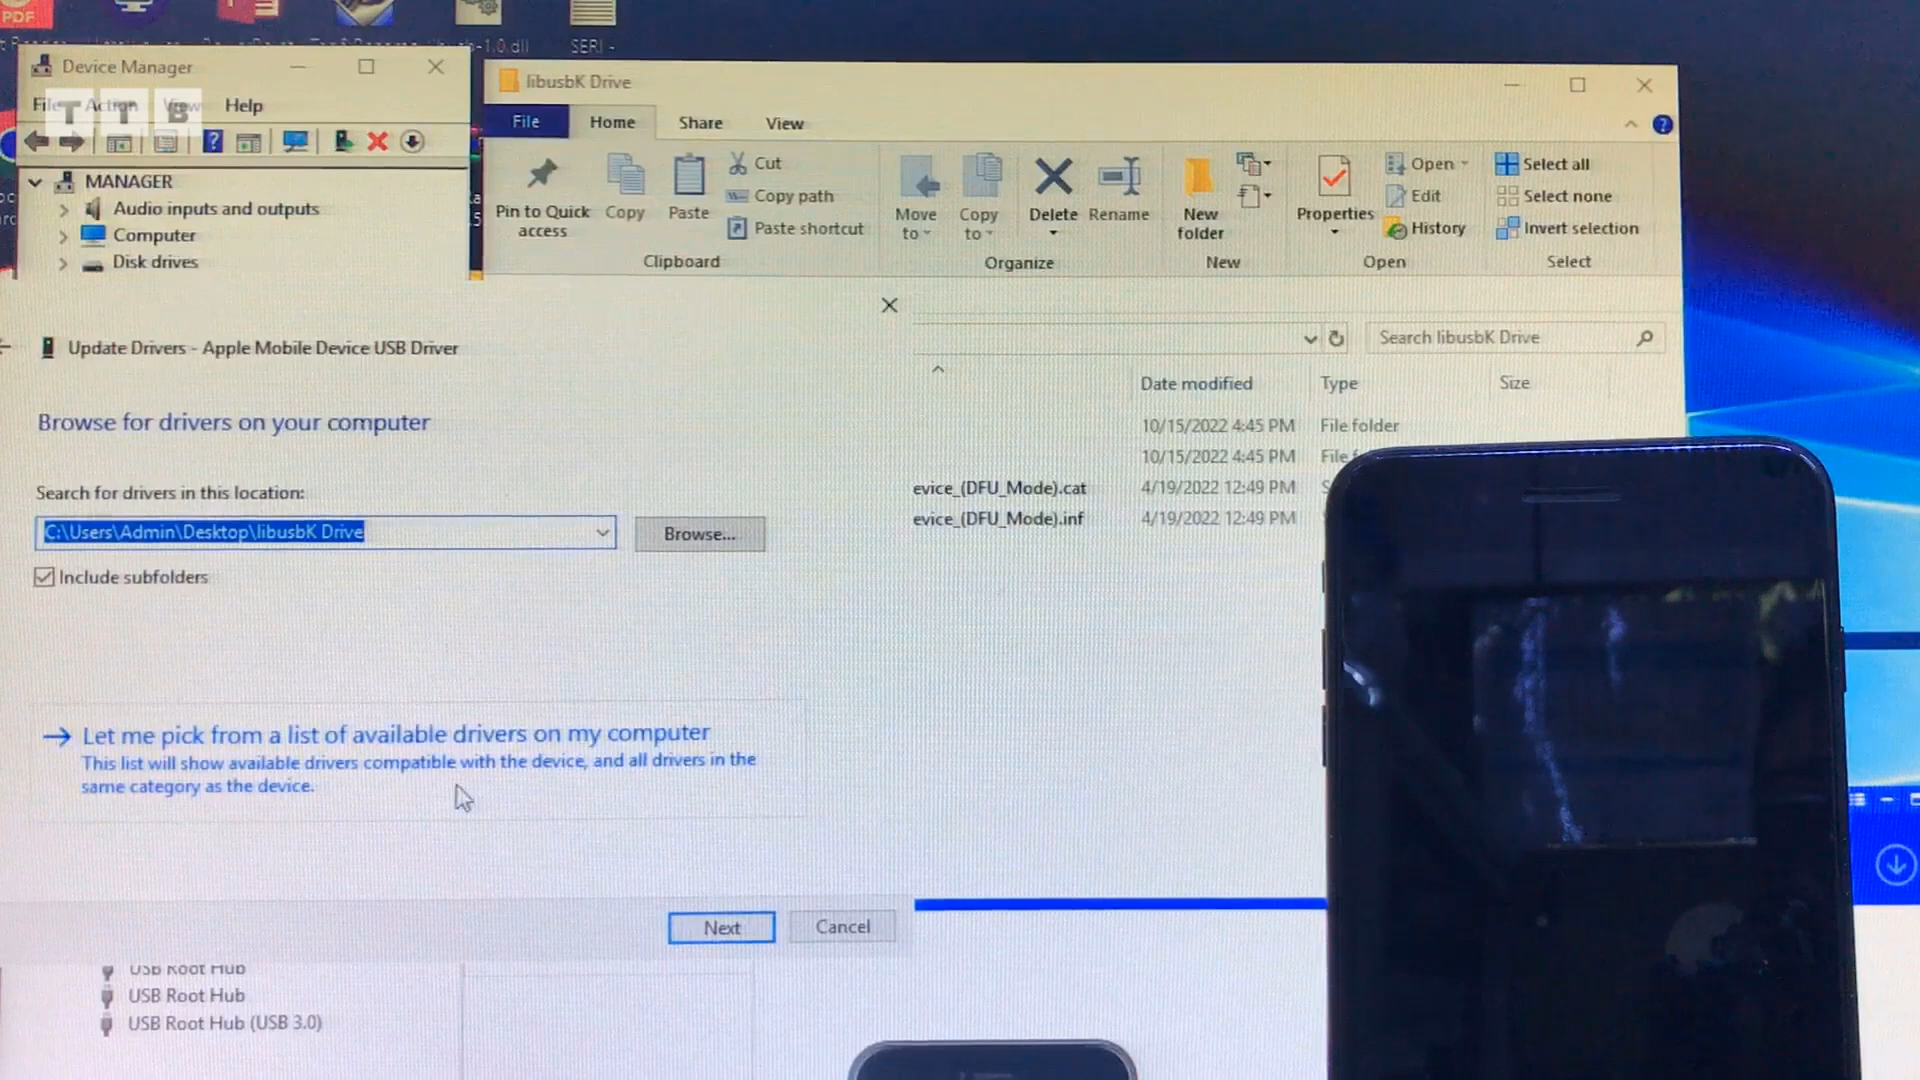 PDF
-1.0.dll
SERI -
Device Manager
File Action View Help
TTB
MANAGER
Audio inputs and outputs
Computer
Disk drives
libusbK Drive
File Home Share View
Pin to Quick access
Copy
Paste
Cut
Copy path
Paste shortcut
Clipboard
Move to
Copy to
Delete
Rename
Organize
New folder
New
Properties
Open
Edit
History
Open
Select all
Select none
Invert selection
Select
Search libusbK Drive
Date modified Type Size
10/15/2022 4:45 PM File folder
10/15/2022 4:45 PM
evice_(DFU_Mode).cat 4/19/2022 12:49 PM
evice_(DFU_Mode).inf 4/19/2022 12:49 PM
Update Drivers - Apple Mobile Device USB Driver
Browse for drivers on your computer
Search for drivers in this location:
C:\Users\Admin\Desktop\libusbK Drive
Browse...
Include subfolders
Let me pick from a list of available drivers on my computer
This list will show available drivers compatible with the device, and all drivers in the
same category as the device.
Next Cancel
USB Root Hub
USB Root Hub
USB Root Hub (USB 3.0)